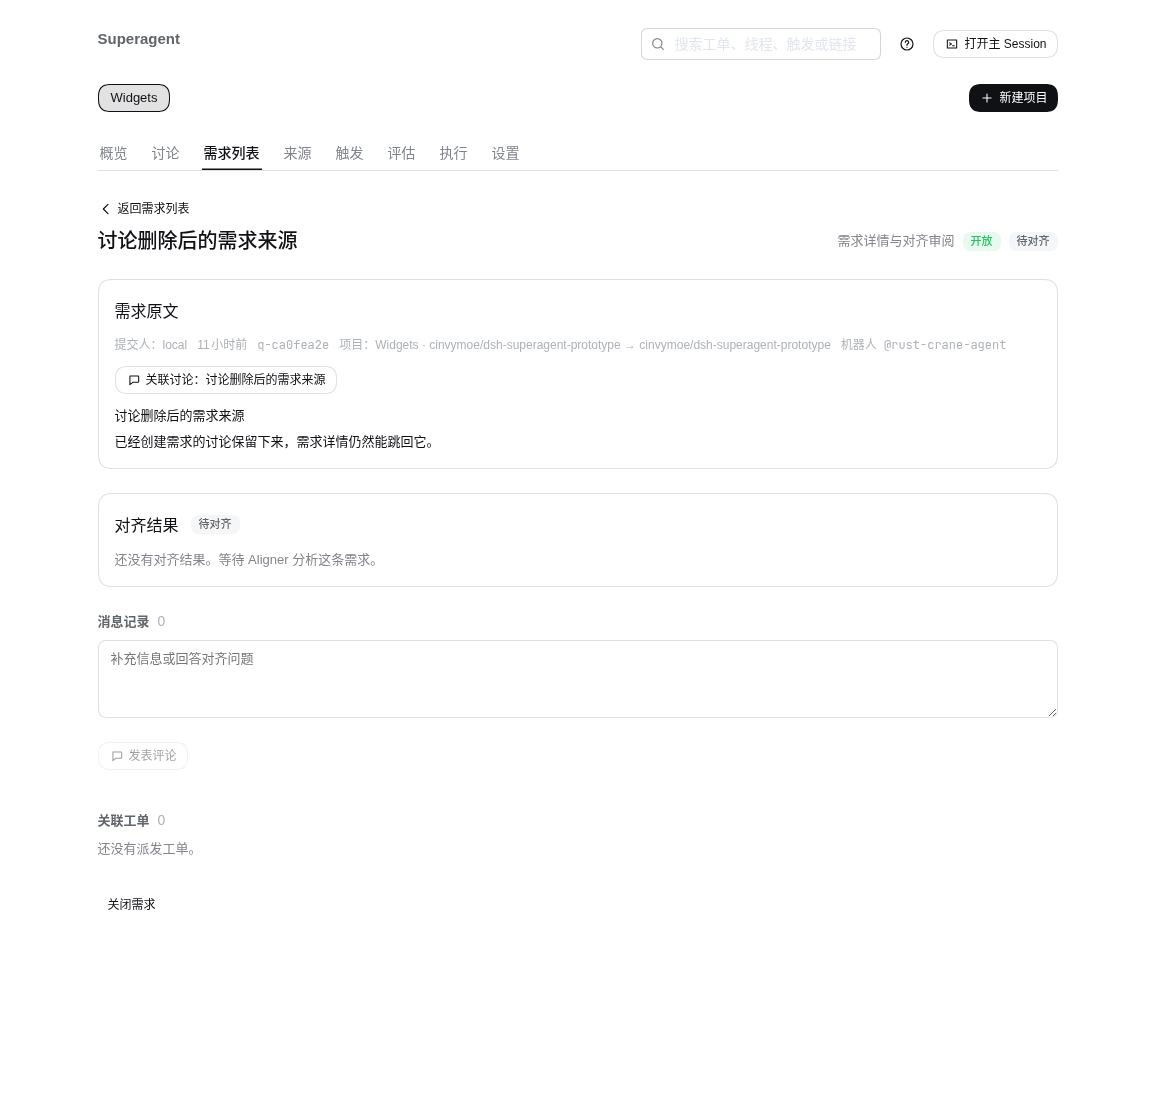 Superagent
搜索工单、线程、触发或链接
打开主 Session
Widgets
新建项目
概览 讨论 需求列表 来源 触发 评估 执行 设置
返回需求列表
讨论删除后的需求来源
需求详情与对齐审阅 开放 待对齐
需求原文
提交人：local 11小时前 q-ca0fea2e 项目：Widgets · cinvymoe/dsh-superagent-prototype → cinvymoe/dsh-superagent-prototype 机器人 @rust-crane-agent
关联讨论：讨论删除后的需求来源
讨论删除后的需求来源
已经创建需求的讨论保留下来，需求详情仍然能跳回它。
对齐结果 待对齐
还没有对齐结果。等待 Aligner 分析这条需求。
消息记录 0
补充信息或回答对齐问题
发表评论
关联工单 0
还没有派发工单。
关闭需求